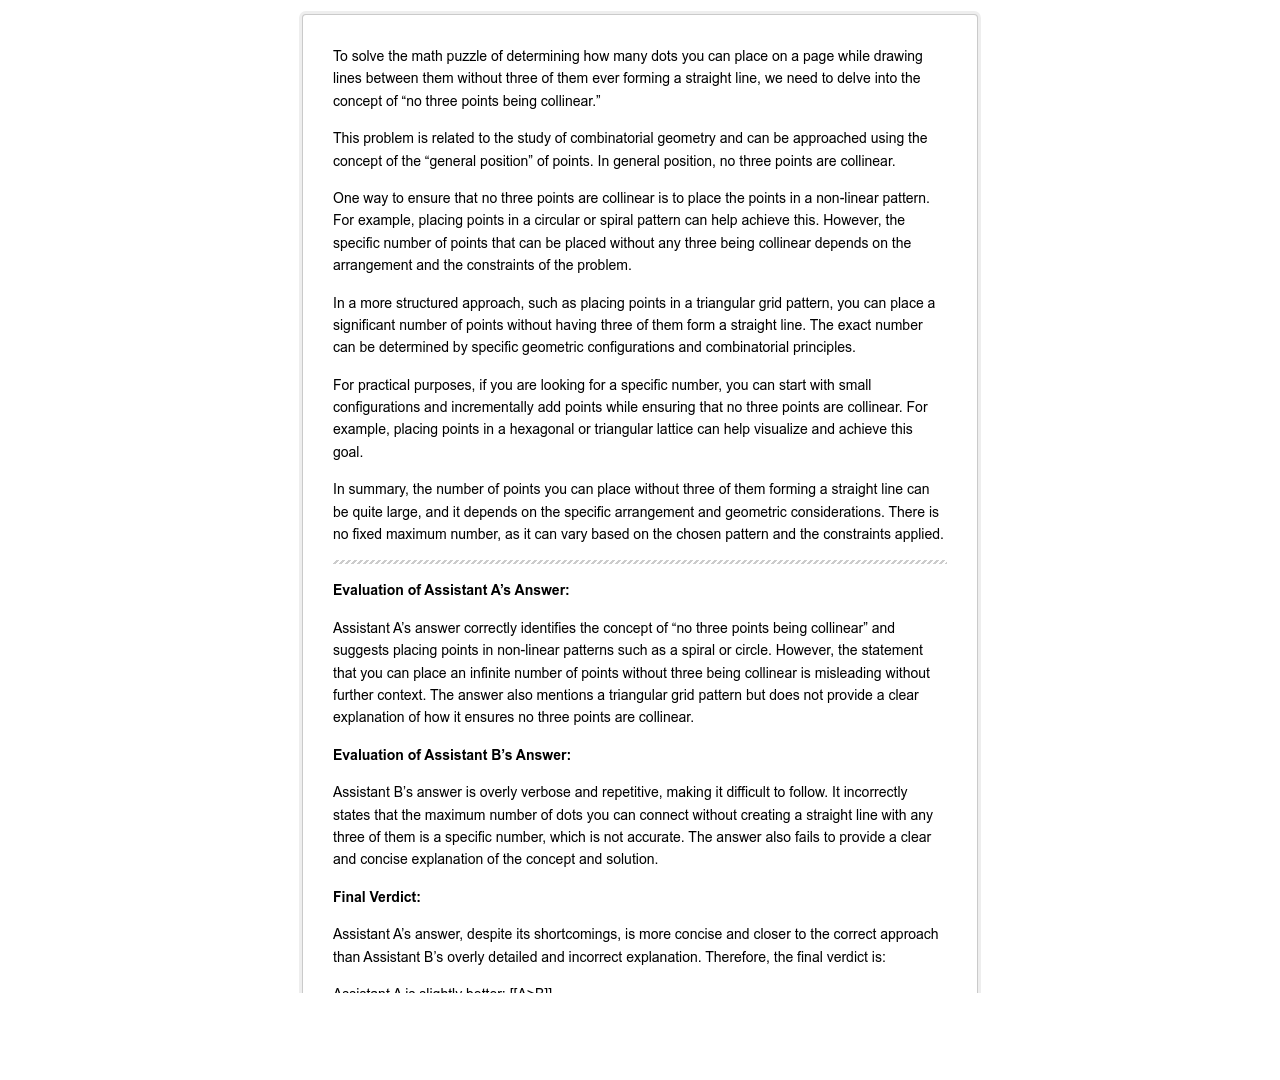 To solve the math puzzle of determining how many dots you can place on a page while drawing
lines between them without three of them ever forming a straight line, we need to delve into the
concept of “no three points being collinear.”
This problem is related to the study of combinatorial geometry and can be approached using the
concept of the “general position” of points. In general position, no three points are collinear.
One way to ensure that no three points are collinear is to place the points in a non-linear pattern.
For example, placing points in a circular or spiral pattern can help achieve this. However, the
specific number of points that can be placed without any three being collinear depends on the
arrangement and the constraints of the problem.
In a more structured approach, such as placing points in a triangular grid pattern, you can place a
significant number of points without having three of them form a straight line. The exact number
can be determined by specific geometric configurations and combinatorial principles.
For practical purposes, if you are looking for a specific number, you can start with small
configurations and incrementally add points while ensuring that no three points are collinear. For
example, placing points in a hexagonal or triangular lattice can help visualize and achieve this
goal.
In summary, the number of points you can place without three of them forming a straight line can
be quite large, and it depends on the specific arrangement and geometric considerations. There is
no fixed maximum number, as it can vary based on the chosen pattern and the constraints applied.
Evaluation of Assistant A’s Answer:
Assistant A’s answer correctly identifies the concept of “no three points being collinear” and
suggests placing points in non-linear patterns such as a spiral or circle. However, the statement
that you can place an infinite number of points without three being collinear is misleading without
further context. The answer also mentions a triangular grid pattern but does not provide a clear
explanation of how it ensures no three points are collinear.
Evaluation of Assistant B’s Answer:
Assistant B’s answer is overly verbose and repetitive, making it difficult to follow. It incorrectly
states that the maximum number of dots you can connect without creating a straight line with any
three of them is a specific number, which is not accurate. The answer also fails to provide a clear
and concise explanation of the concept and solution.
Final Verdict:
Assistant A’s answer, despite its shortcomings, is more concise and closer to the correct approach
than Assistant B’s overly detailed and incorrect explanation. Therefore, the final verdict is:
Assistant A is slightly better: [[A>B]]